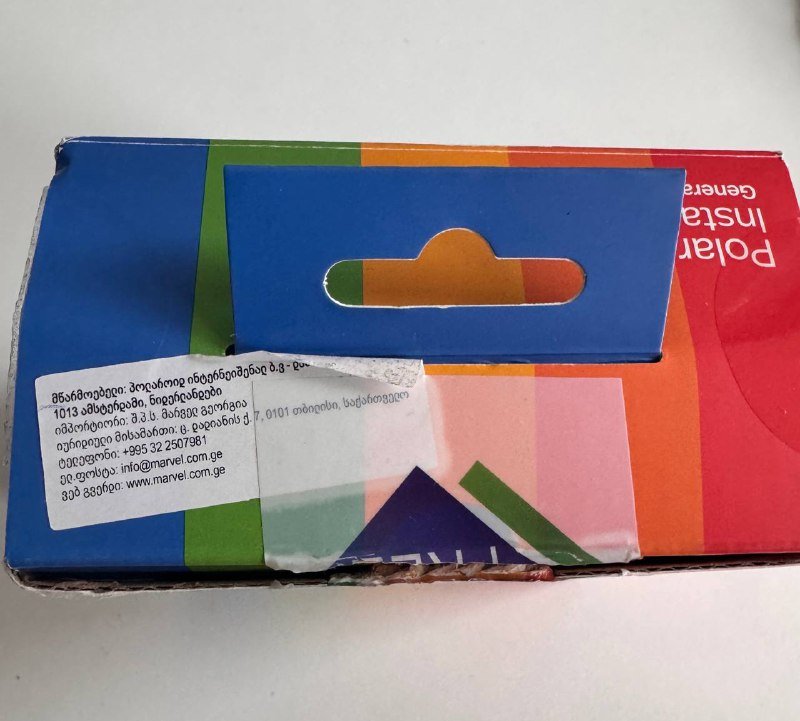 მწარმოებელი: პოლაროიდ ინტერნეიშენალ ბ.ვ -
1013 ამსტერდამი, ნიდერლანდები
იმპორტიორი: შ.პ.ს. მარველ გეორგია
იურიდიული მისამართი: ც. დადიანის ქ. 7, 0101 თბილისი, საქართველო
ტელეფონი: +995 32 2507981
ელ.ფოსტა: info@marvel.com.ge
ვებ გვერდი: www.marvel.com.ge
Polar
Insta
Genera